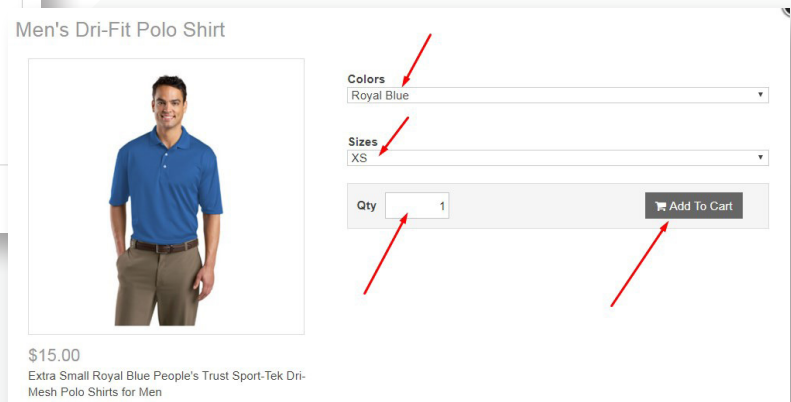 Men's Dri-Fit Polo Shirt
Colors
Royal Blue
Sizes
XS
Qty 1 Add To Cart
$15.00
Extra Small Royal Blue People's Trust Sport-Tek Dri-
Mesh Polo Shirts for Men